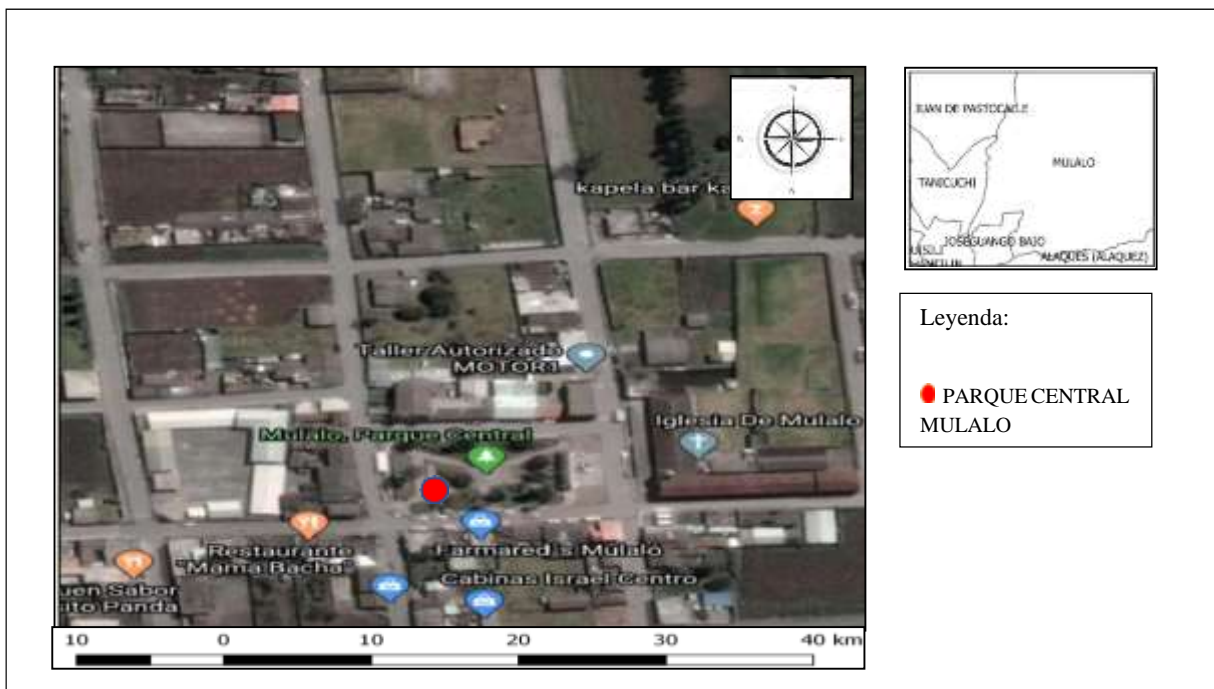 kapela bar
Taller Autorizado
MOTOR1
Iglesia De Mulalo
Mulalo, Parque Central
Restaurante
"Mama Bacha"
Farmared's Mulaló
Cabinas Israel Centro
uen Sabor
ito Panda
10 0 10 20 30 40 km
JUAN DE PASTOCALLE
MULALO
TANICUCHI
JOSEGUANGO BAJO
ALAQUES (ALAQUEZ)
Leyenda:
PARQUE CENTRAL
MULALO